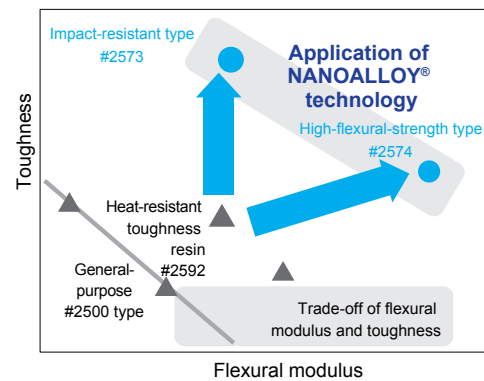 Impact-resistant type
#2573
Application of
NANOALLOY®
technology
High-flexural-strength type
#2574
Toughness
Heat-resistant
toughness
resin
#2592
General-
purpose
#2500 type
Trade-off of flexural
modulus and toughness
Flexural modulus